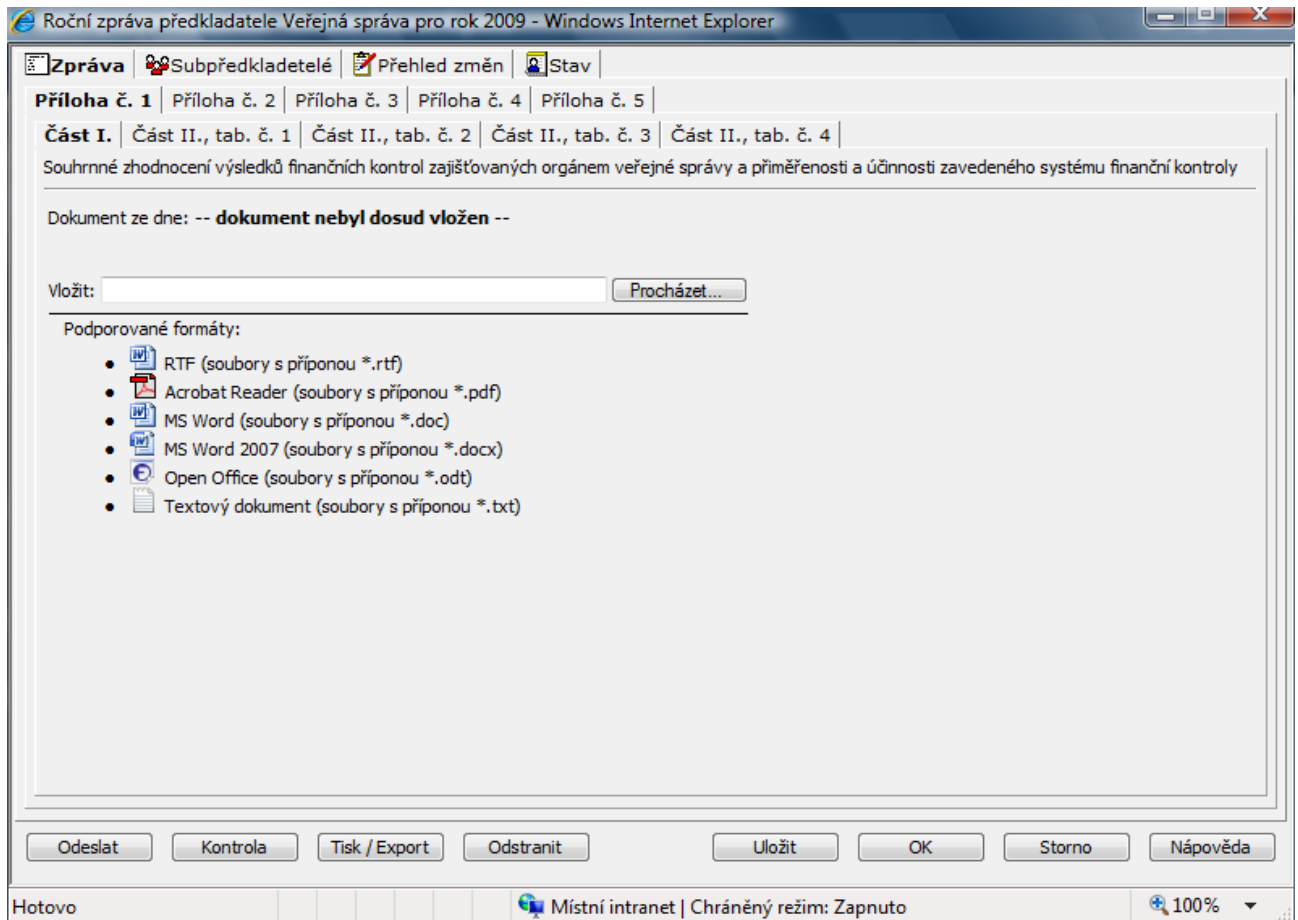 Roční zpráva předkladatele Veřejná správa pro rok 2009 - Windows Internet Explorer
Zpráva Subpředkladetelé Přehled změn Stav
Příloha č. 1 Příloha č. 2 Příloha č. 3 Příloha č. 4 Příloha č. 5
Část I. Část II., tab. č. 1 Část II., tab. č. 2 Část II., tab. č. 3 Část II., tab. č. 4
Souhrnné zhodnocení výsledků finančních kontrol zajišťovaných orgánem veřejné správy a přiměřenosti a účinnosti zavedeného systému finanční kontroly
Dokument ze dne: -- dokument nebyl dosud vložen --
Vložit: Procházet...
Podporované formáty:
• RTF (soubory s příponou *.rtf)
• Acrobat Reader (soubory s příponou *.pdf)
• MS Word (soubory s příponou *.doc)
• MS Word 2007 (soubory s příponou *.docx)
• Open Office (soubory s příponou *.odt)
• Textový dokument (soubory s příponou *.txt)
Odeslat Kontrola Tisk / Export Odstranit Uložit OK Storno Nápověda
Hotovo Místní intranet | Chráněný režim: Zapnuto 100%